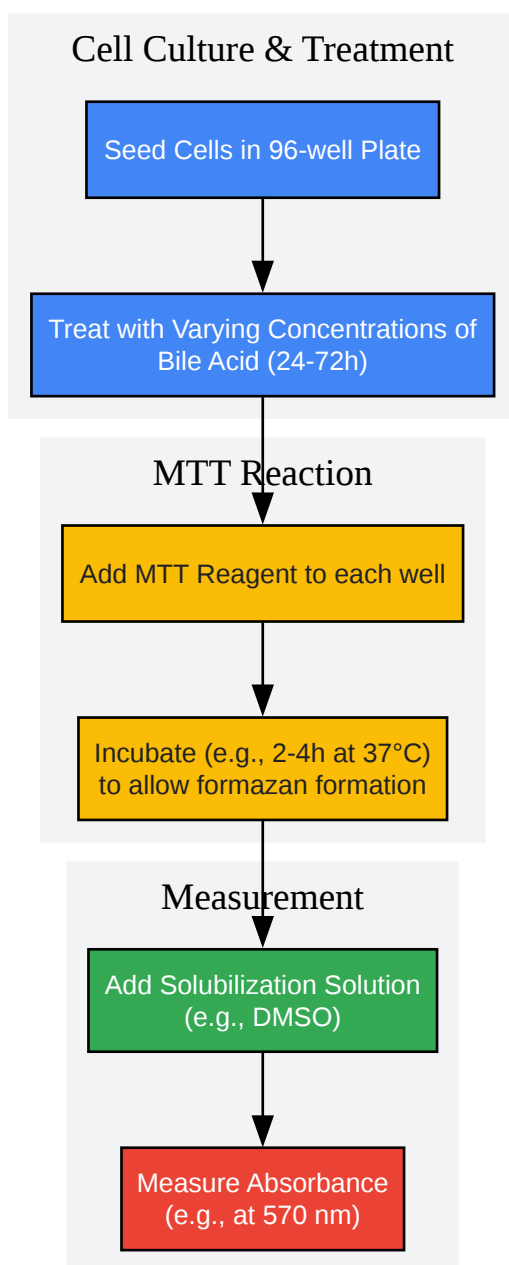 Cell Culture & Treatment
Seed Cells in 96-well Plate
Treat with Varying Concentrations of
Bile Acid (24-72h)
MTT Reaction
Add MTT Reagent to each well
Incubate (e.g., 2-4h at 37°C)
to allow formazan formation
Measurement
Add Solubilization Solution
(e.g., DMSO)
Measure Absorbance
(e.g., at 570 nm)